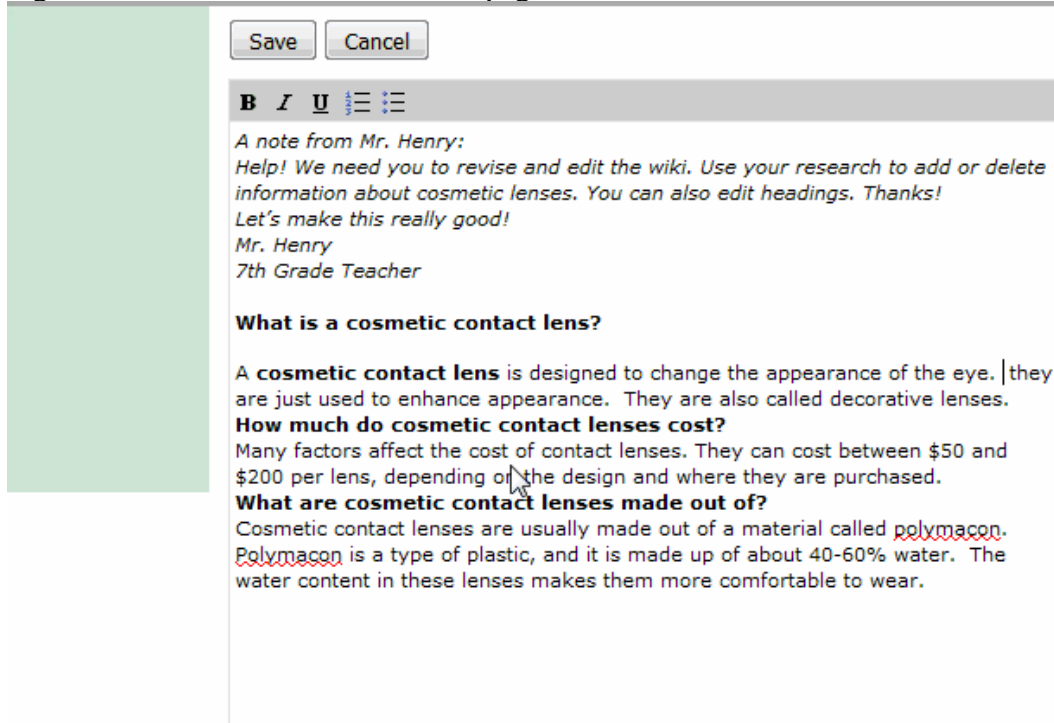 Save Cancel
B I U
A note from Mr. Henry:
Help! We need you to revise and edit the wiki. Use your research to add or delete
information about cosmetic lenses. You can also edit headings. Thanks!
Let's make this really good!
Mr. Henry
7th Grade Teacher
What is a cosmetic contact lens?
A cosmetic contact lens is designed to change the appearance of the eye. they
are just used to enhance appearance. They are also called decorative lenses.
How much do cosmetic contact lenses cost?
Many factors affect the cost of contact lenses. They can cost between $50 and
$200 per lens, depending on the design and where they are purchased.
What are cosmetic contact lenses made out of?
Cosmetic contact lenses are usually made out of a material called polymacon.
Polymacon is a type of plastic, and it is made up of about 40-60% water. The
water content in these lenses makes them more comfortable to wear.